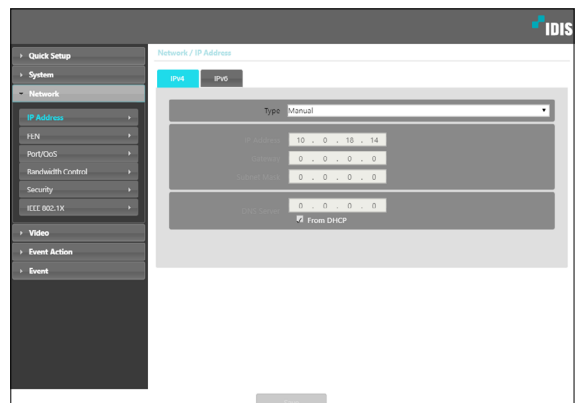 IDIS
Quick Setup
System
Network
IP Address
FEN
Port/QoS
Bandwidth Control
Security
IEEE 802.1X
Video
Event Action
Event
Network / IP Address
IPv4 IPv6
Type Manual
IP Address 10 . 0 . 18 . 14
Gateway 0 . 0 . 0 . 0
Subnet Mask 0 . 0 . 0 . 0
DNS Server 0 . 0 . 0 . 0
From DHCP